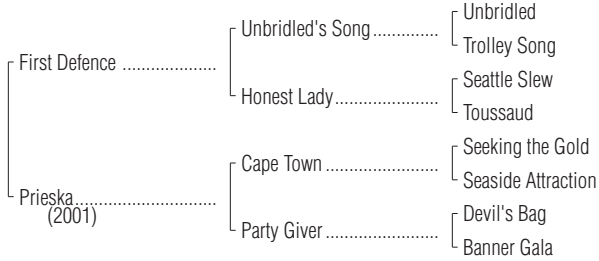 Unbridled
Unbridled's Song..............
Trolley Song
First Defence ....................
Seattle Slew
Honest Lady......................
Toussaud
Seeking the Gold
Cape Town ........................
Seaside Attraction
Prieska..............................
(2001)
Devil's Bag
Party Giver ........................
Banner Gala